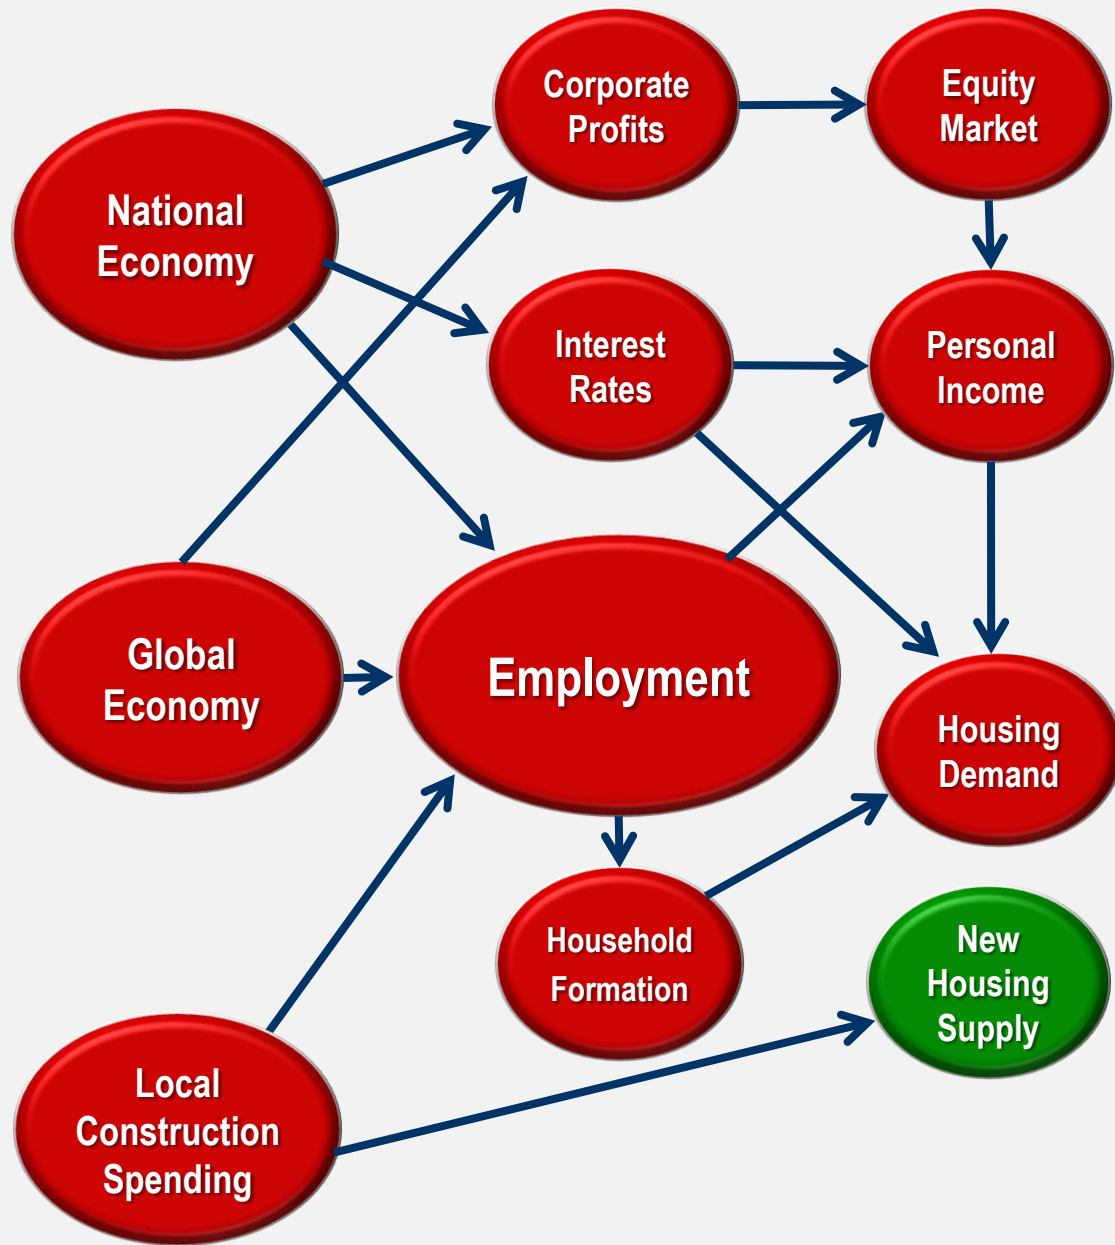 Corporate
Profits
Equity
Market
National
Economy
Interest
Rates
Personal
Income
Global
Economy
Employment
Housing
Demand
Household
Formation
New
Housing
Supply
Local
Construction
Spending